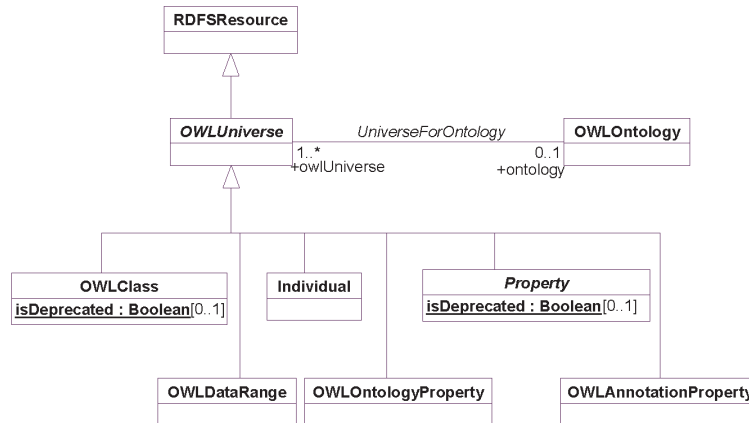 RDFSResource
OWLUniverse
UniverseForOntology
OWLOntology
1..*
+owlUniverse
0..1
+ontology
OWLClass
isDeprecated : Boolean[0..1]
Individual
Property
isDeprecated : Boolean[0..1]
OWLDataRange
OWLOntologyProperty
OWLAnnotationProperty